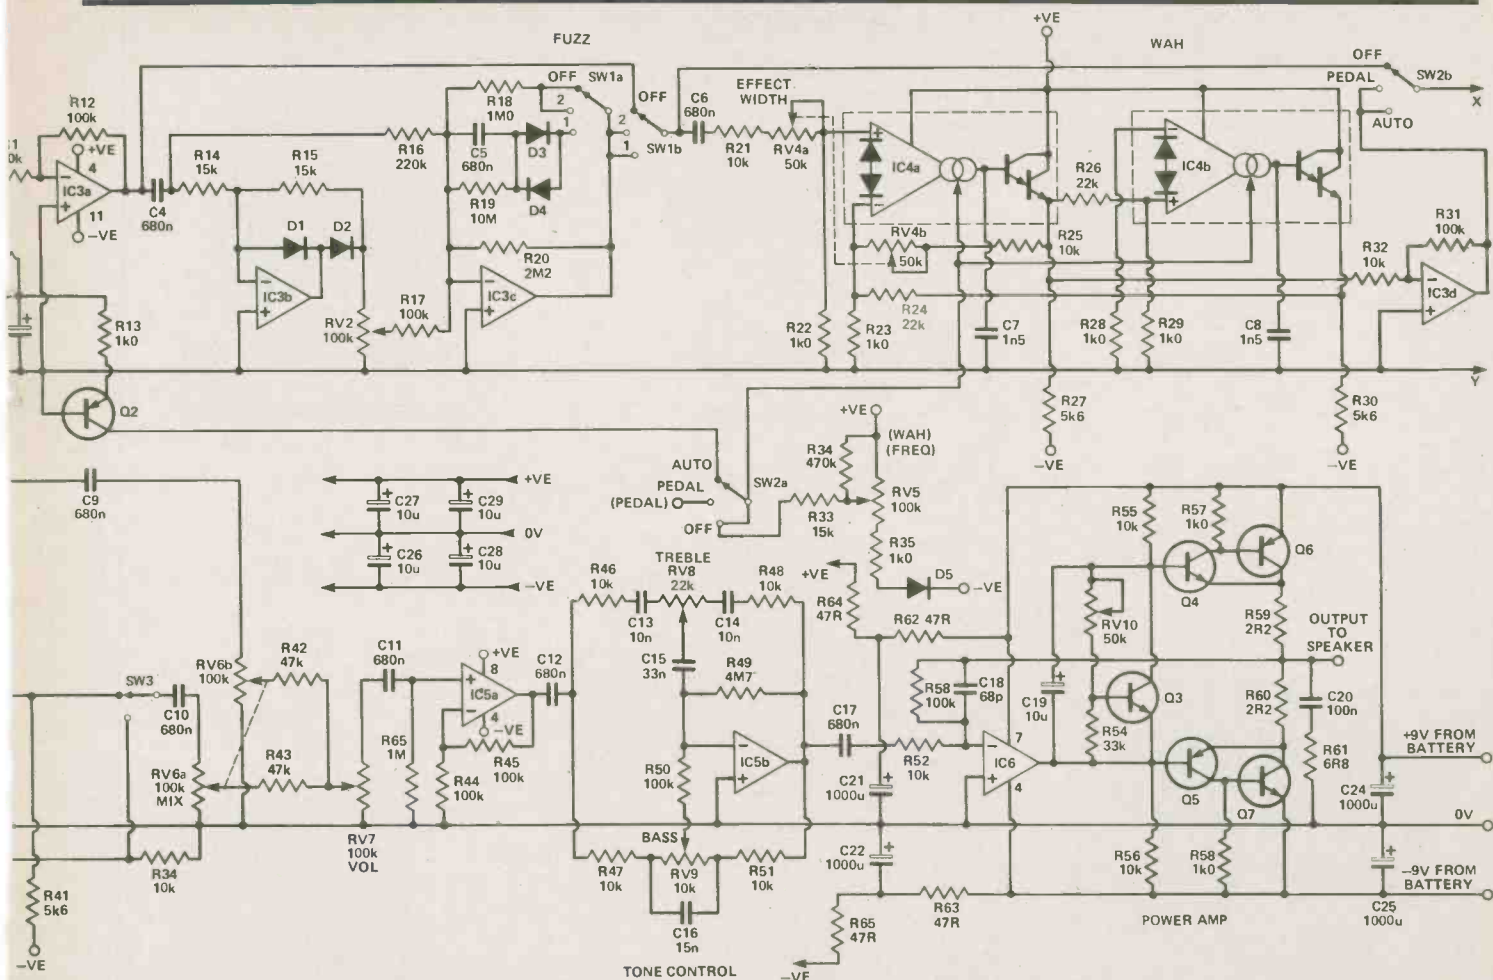 FUZZ
WAH
+VE
OFF
PEDAL
SW2b
X
AUTO
R12
100k
+VE
4
IC3a
11
-VE
C4
680n
R14
15k
R15
15k
D1
D2
IC3b
R13
1k0
RV2
100k
R17
100k
Q2
R16
220k
R18
1M0
OFF
SW1a
2
1
C5
680n
D3
D4
R19
10M
R20
2M2
IC3c
OFF
2
1
SW1b
C6
680n
EFFECT
WIDTH
R21
10k
RV4a
50k
IC4a
RV4b
50k
R25
10k
R24
22k
R22
1k0
R23
1k0
C7
1n5
R26
22k
IC4b
R28
1k0
R29
1k0
C8
1n5
R27
5k6
-VE
R30
5k6
-VE
R32
10k
R31
100k
IC3d
Y
C9
680n
C27
10u
C29
10u
+VE
0V
C26
10u
C28
10u
-VE
AUTO
PEDAL
(PEDAL)
OFF
SW2a
+VE
(WAH)
(FREQ)
R34
470k
R33
15k
RV5
100k
R35
1k0
D5
-VE
+VE
R64
47R
R62 47R
TREBLE
RV8
22k
R46
10k
C13
10n
C14
10n
R48
10k
C15
33n
R49
4M7
R50
100k
IC5b
BASS
R47
10k
RV9
10k
R51
10k
C16
15n
TONE CONTROL
RV6b
100k
R42
47k
SW3
C10
680n
RV6a
100k
MIX
R43
47k
R34
10k
R41
5k6
-VE
RV7
100k
VOL
C11
680n
R65
1M
+VE
8
IC5a
4
-VE
R45
100k
R44
100k
C12
680n
C17
680n
R52
10k
R58
100k
C18
68p
IC6
7
4
C21
1000u
C22
1000u
R65
47R
-VE
R63
47R
C19
10u
RV10
50k
R54
33k
Q3
R55
10k
R57
1k0
Q4
Q6
R59
2R2
OUTPUT
TO
SPEAKER
R60
2R2
C20
100n
R61
6R8
Q5
Q7
R56
10k
R58
1k0
POWER AMP
+9V FROM
BATTERY
C24
1000u
0V
-9V FROM
BATTERY
C25
1000u